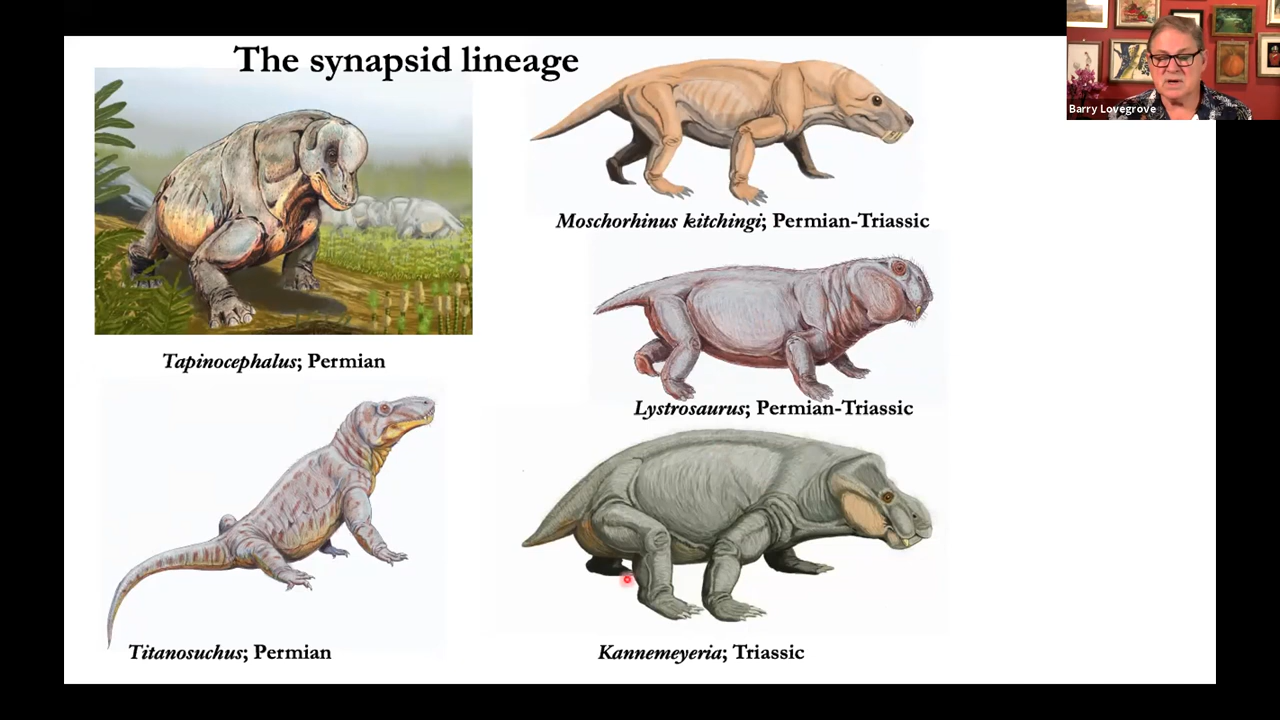 The synapsid lineage
Barry Lovegrove
Moschorhinus kitchingi; Permian-Triassic
Tapinocephalus; Permian
Lystrosaurus; Permian-Triassic
Titanosuchus; Permian
Kannemeyeria; Triassic